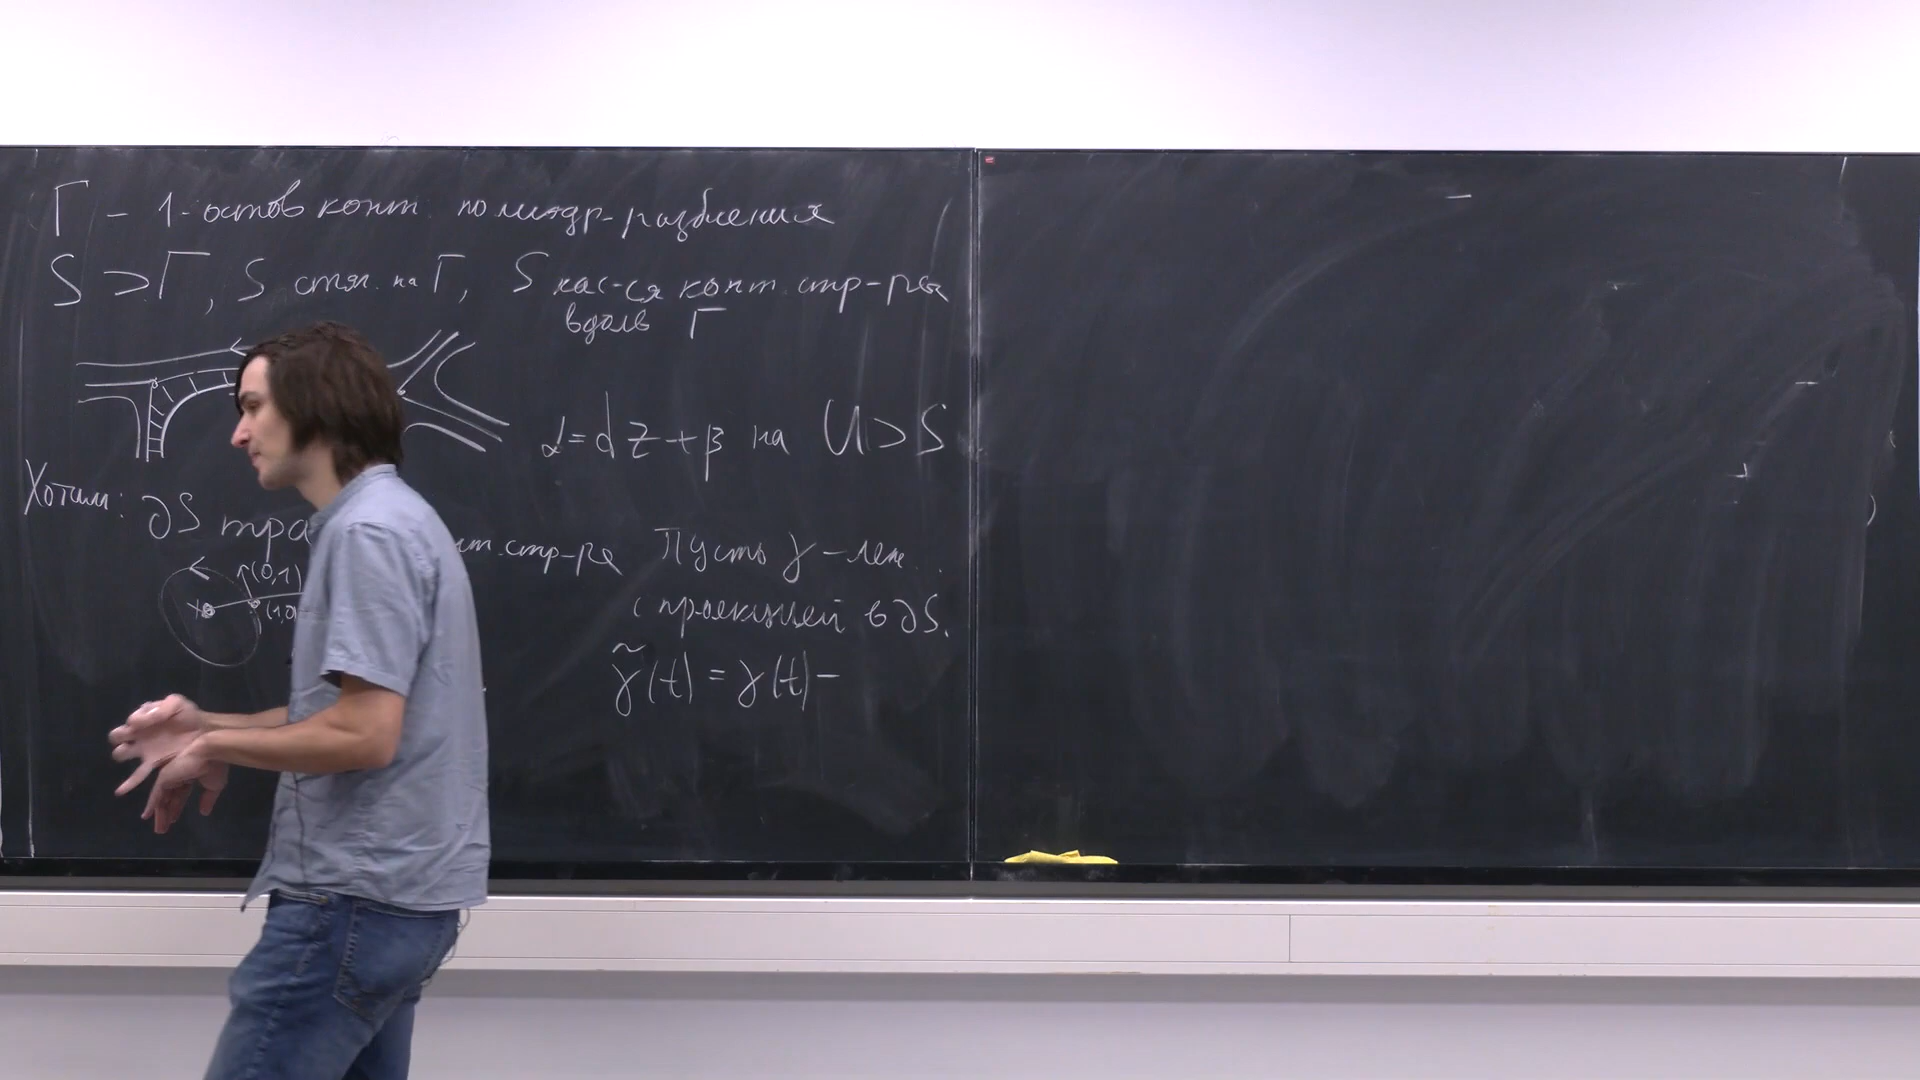 Γ – 1-остов конт. полиэдр-разбиения
S ⊃ Γ, S стяг. на Γ, S кас-ся конт. стр-ры
вдоль Γ
α = dz + β на U ⊃ S
Хотим: ∂S тра нт. стр-ре
Пусть γ – леж..
с проекцией в ∂S.
(0,1)
(1,0
γ̃(t) = γ(t) –